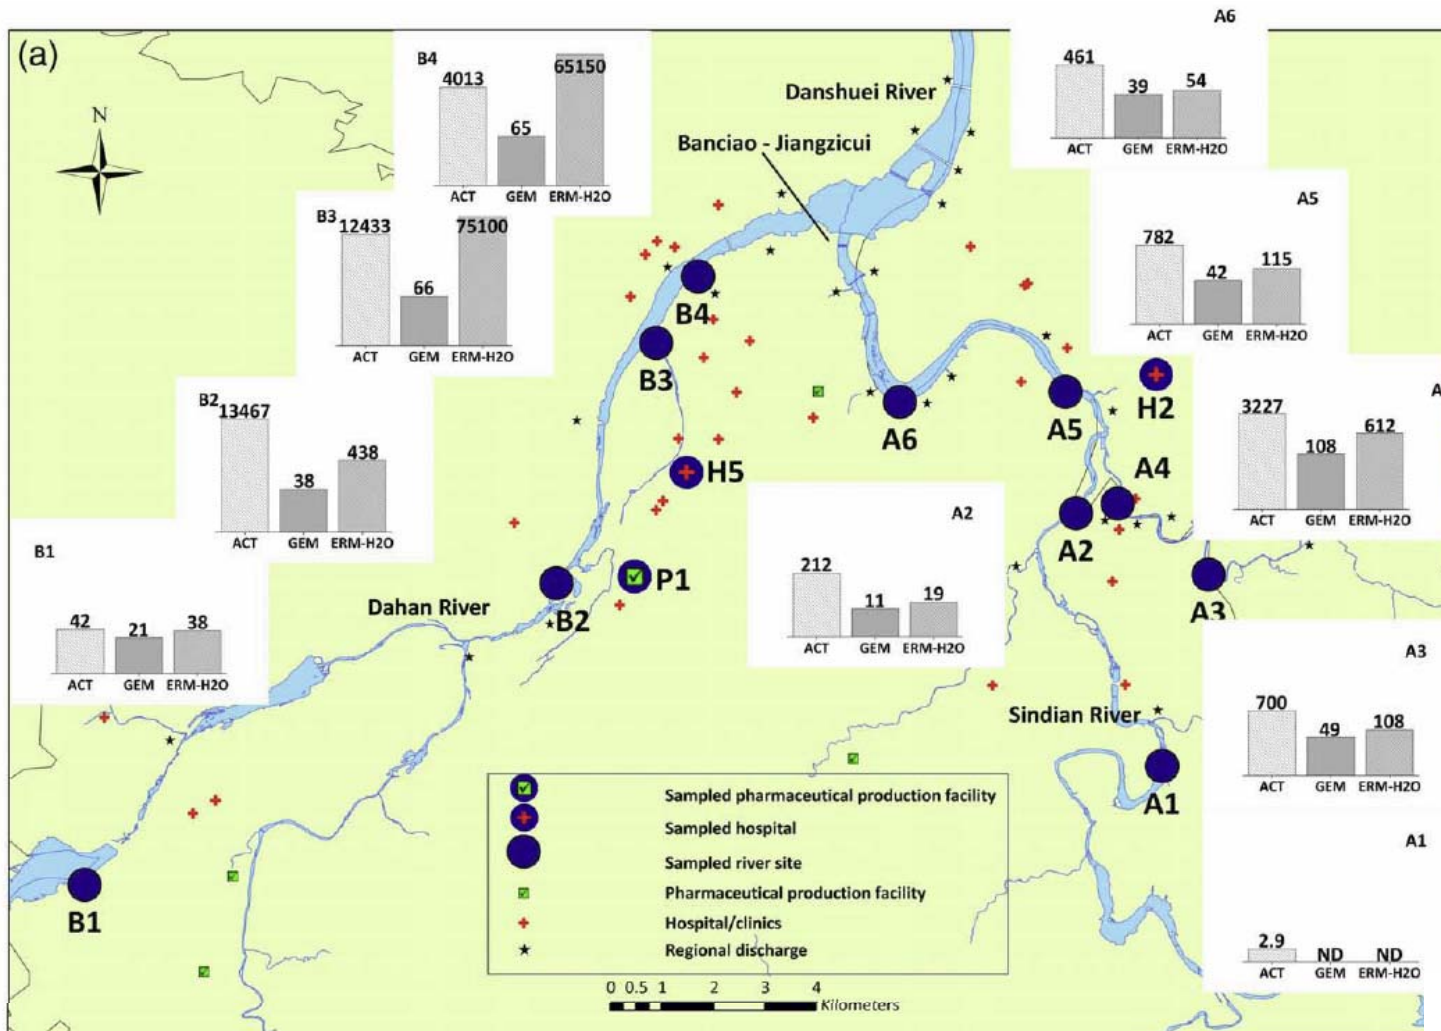 (a)
N
B4
4013
65
65150
ACT GEM ERM-H2O
B3
12433
66
75100
ACT GEM ERM-H2O
B2
13467
38
438
ACT GEM ERM-H2O
B1
42
21
38
ACT GEM ERM-H2O
A6
461
39
54
ACT GEM ERM-H2O
A5
782
42
115
ACT GEM ERM-H2O
A
3227
108
612
ACT GEM ERM-H2O
A2
212
11
19
ACT GEM ERM-H2O
A3
700
49
108
ACT GEM ERM-H2O
A1
2.9
ND
ND
ACT GEM ERM-H2O
Danshuei River
Banciao - Jiangzicui
B4
B3
H5
P1
B2
Dahan River
B1
A6
A5
H2
A4
A2
A3
Sindian River
A1
Sampled pharmaceutical production facility
Sampled hospital
Sampled river site
Pharmaceutical production facility
Hospital/clinics
Regional discharge
0 0.5 1 2 3 4
Kilometers